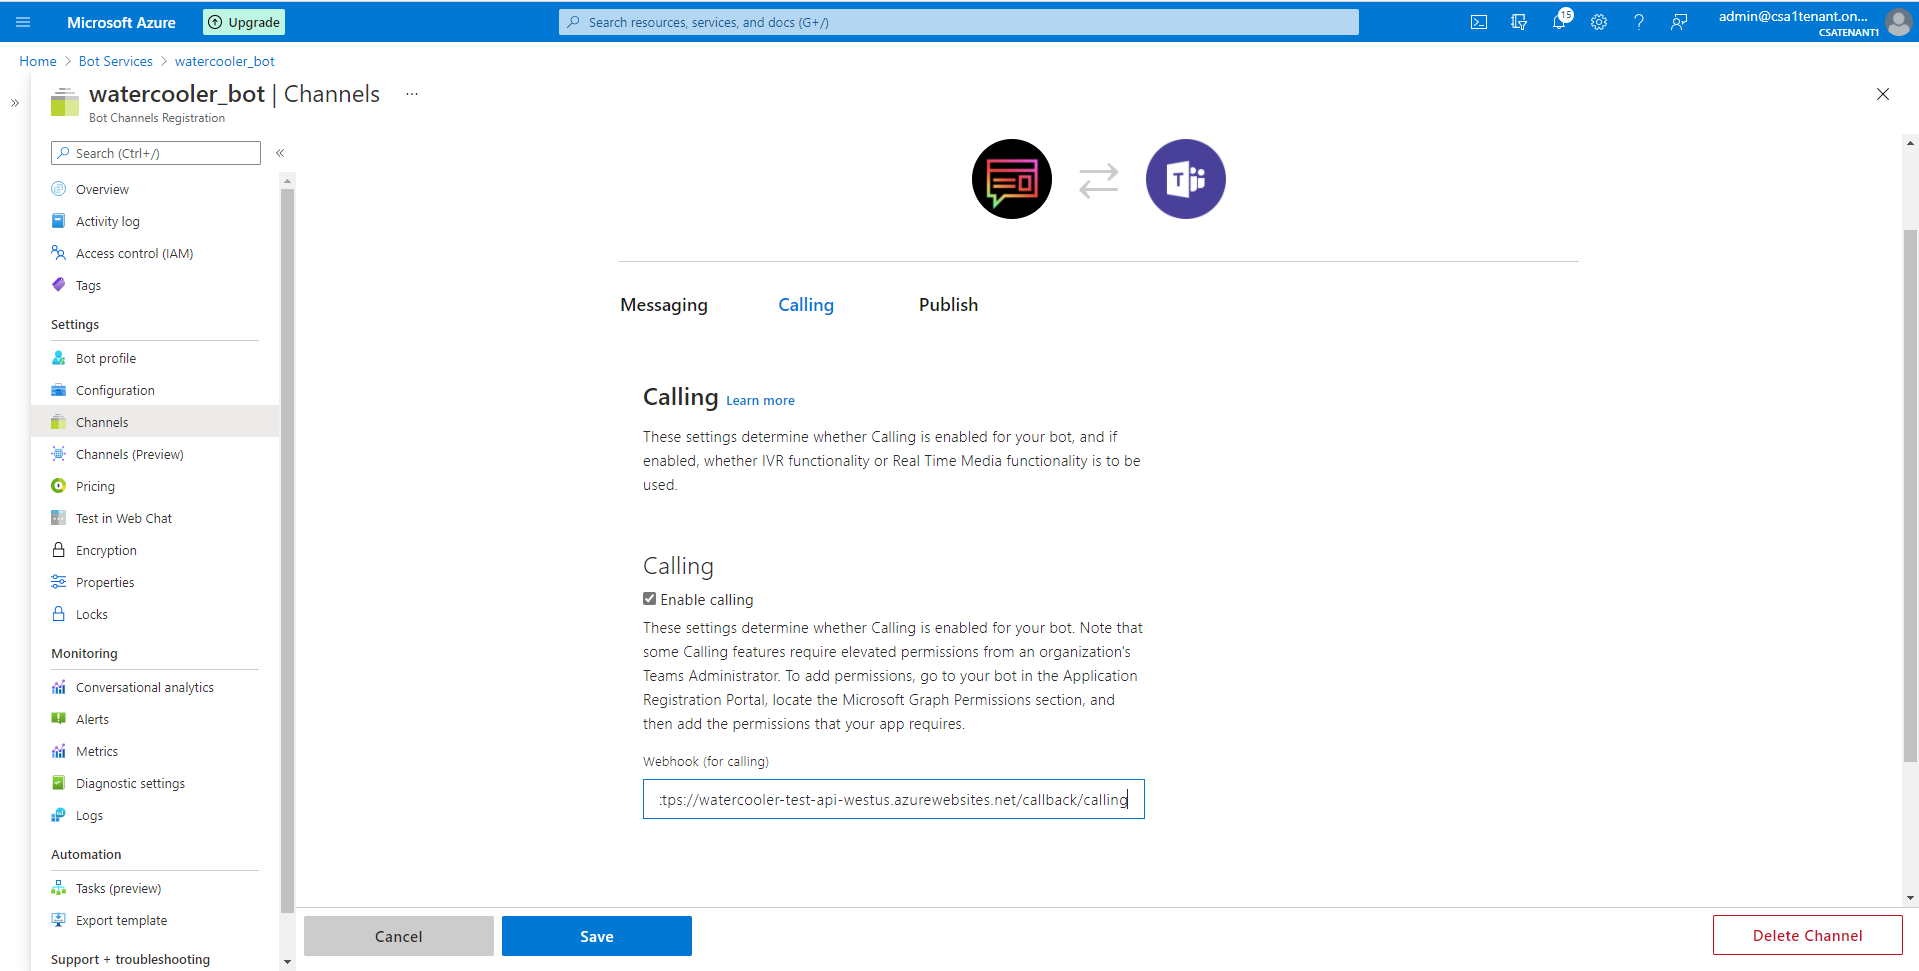 Microsoft Azure
Upgrade
Search resources, services, and docs (G+/)
15
admin@csa1tenant.on...
CSATENANT1
Home > Bot Services > watercooler_bot
watercooler_bot | Channels ...
Bot Channels Registration
Search (Ctrl+/)
Overview
Activity log
Access control (IAM)
Tags
Settings
Bot profile
Configuration
Channels
Channels (Preview)
Pricing
Test in Web Chat
Encryption
Properties
Locks
Monitoring
Conversational analytics
Alerts
Metrics
Diagnostic settings
Logs
Automation
Tasks (preview)
Export template
Support + troubleshooting
T
Messaging
Calling
Publish
Calling Learn more
These settings determine whether Calling is enabled for your bot, and if
enabled, whether IVR functionality or Real Time Media functionality is to be
used.
Calling
Enable calling
These settings determine whether Calling is enabled for your bot. Note that
some Calling features require elevated permissions from an organization's
Teams Administrator. To add permissions, go to your bot in the Application
Registration Portal, locate the Microsoft Graph Permissions section, and
then add the permissions that your app requires.
Webhook (for calling)
tps://watercooler-test-api-westus.azurewebsites.net/callback/calling
Cancel
Save
Delete Channel